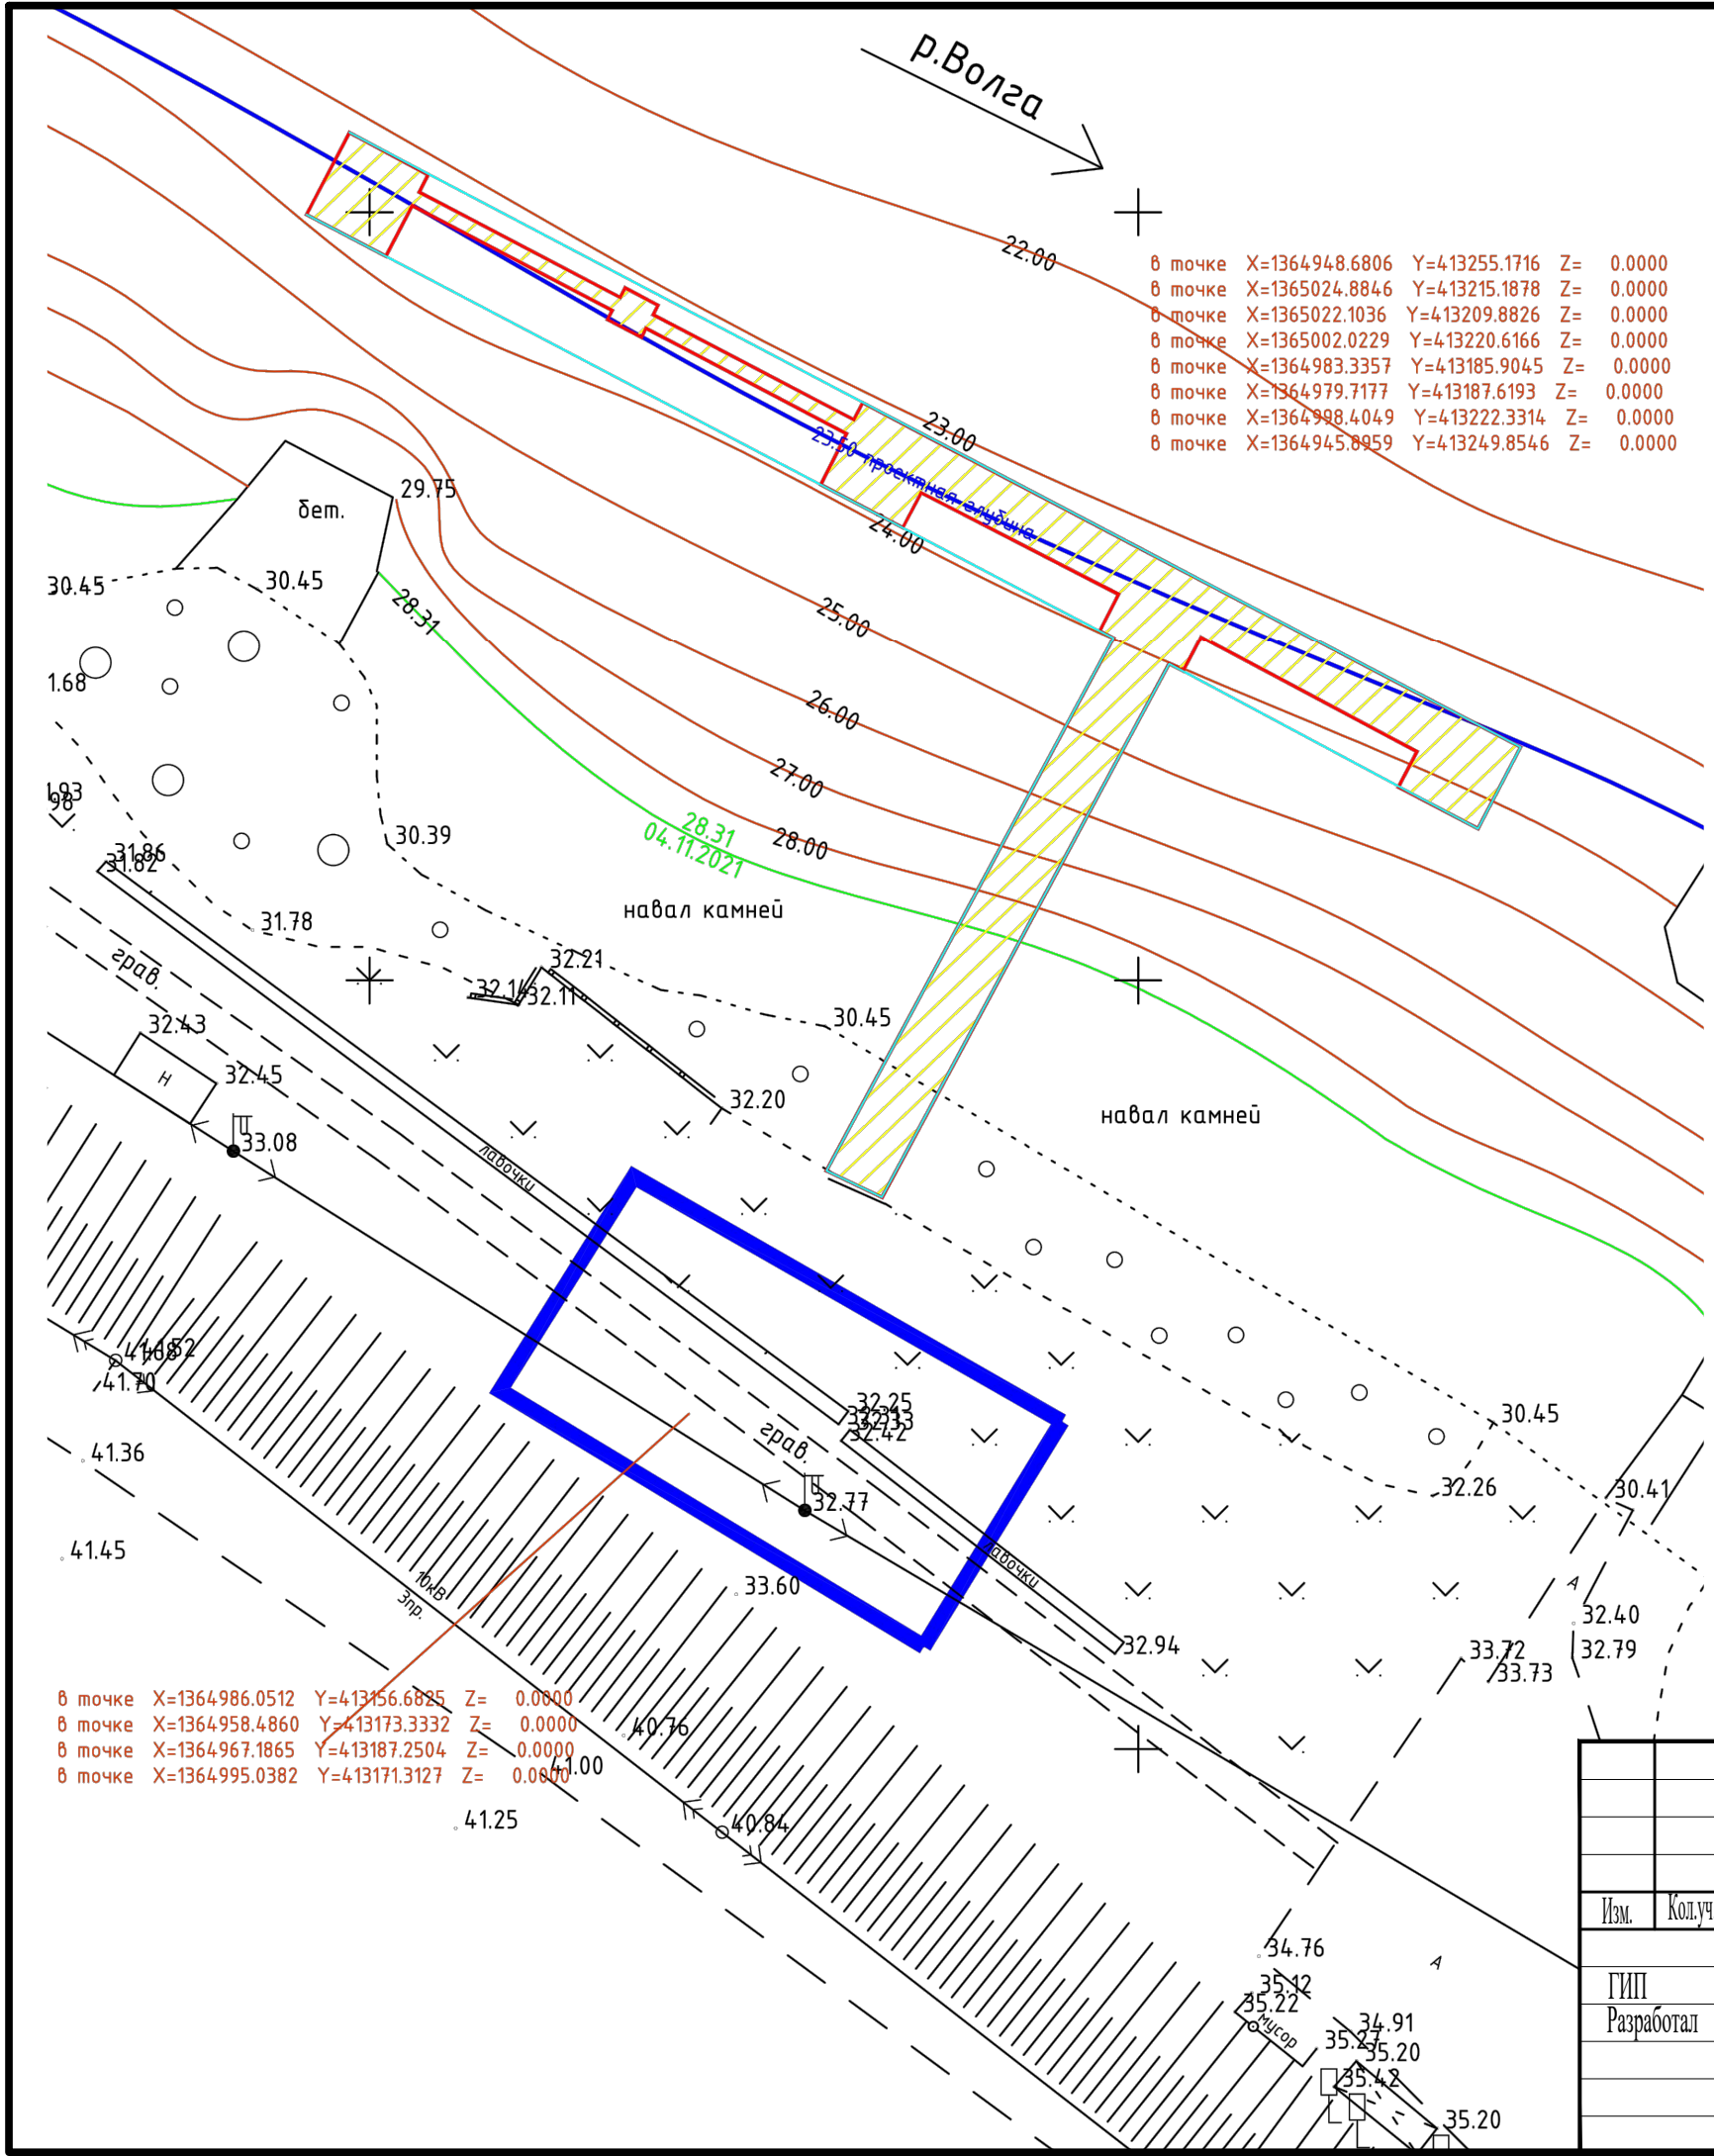 р.Волга
22.00
в точке X=1364948.6806 Y=413255.1716 Z= 0.0000
в точке X=1365024.8846 Y=413215.1878 Z= 0.0000
в точке X=1365022.1036 Y=413209.8826 Z= 0.0000
в точке X=1365002.0229 Y=413220.6166 Z= 0.0000
в точке X=1364983.3357 Y=413185.9045 Z= 0.0000
в точке X=1364979.7177 Y=413187.6193 Z= 0.0000
в точке X=1364998.4049 Y=413222.3314 Z= 0.0000
в точке X=1364945.8959 Y=413249.8546 Z= 0.0000
23.00
23.50 проектная глубина
29.75
бет.
24.00
30.45
30.45
28.31
25.00
1.68
26.00
27.00
1.93
98
28.31
04.11.2021
28.00
30.39
31.86
31.82
навал камней
31.78
32.21
грав.
32.14
32.11
30.45
32.43
32.45
н
32.20
навал камней
33.08
лавочки
41.52
41.68
41.70
32.25
32.33
32.42
30.45
грав.
41.36
32.77
32.26
30.41
41.45
лавочки
10кВ
3пр.
33.60
А
32.40
32.94
33.72
32.79
33.73
в точке X=1364986.0512 Y=413156.6825 Z= 0.0000
в точке X=1364958.4860 Y=413173.3332 Z= 0.0000
в точке X=1364967.1865 Y=413187.2504 Z= 0.0000
в точке X=1364995.0382 Y=413171.3127 Z= 0.0000
40.76
41.00
41.25
40.84
Изм. Кол.уч
34.76
А
35.12
35.22
ГИП
мусор
34.91
Разработал
35.27
35.20
35.42
35.20